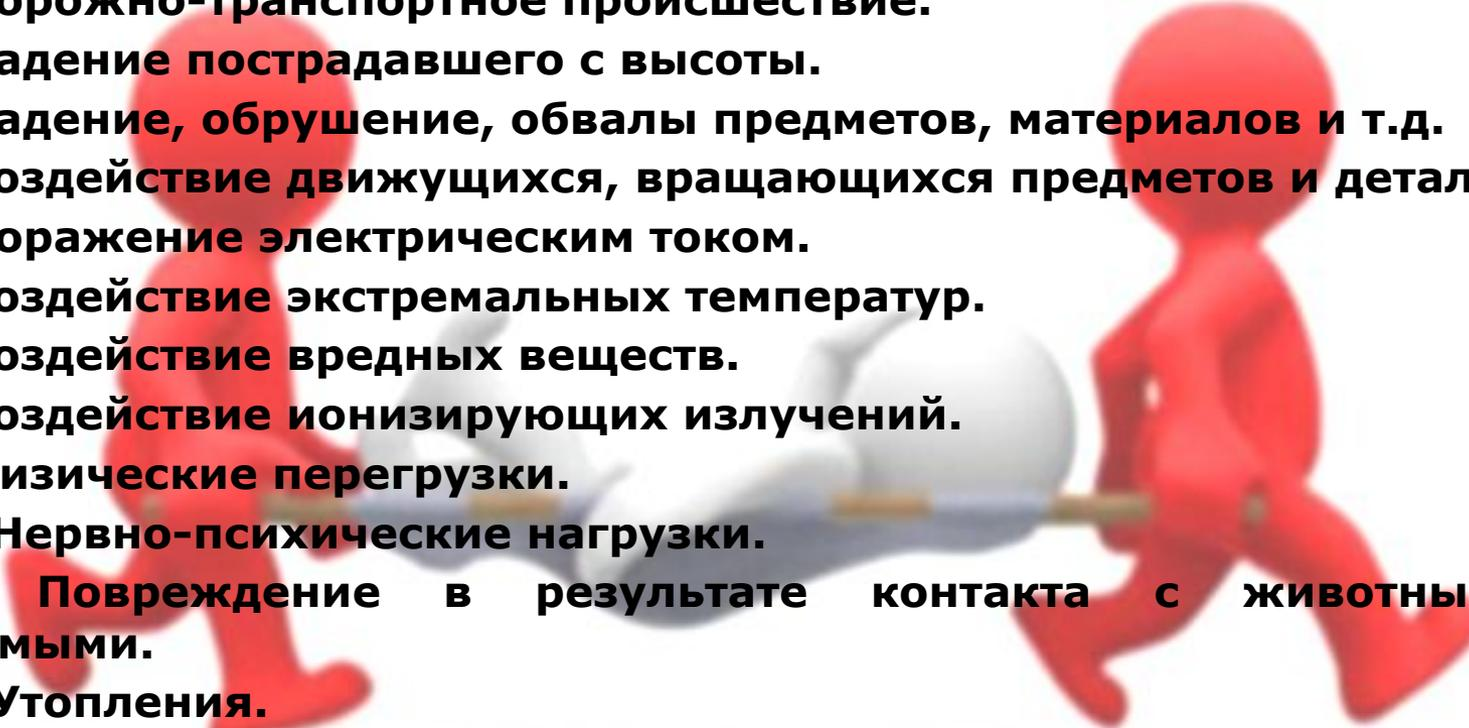 орожно-транспортное происшествие.
адение пострадавшего с высоты.
адение, обрушение, обвалы предметов, материалов и т.д.
оздействие движущихся, вращающихся предметов и детал
оражение электрическим током.
оздействие экстремальных температур.
оздействие вредных веществ.
оздействие ионизирующих излучений.
изические перегрузки.
Нервно-психические нагрузки.
Повреждение в результате контакта с животны
мыми.
Утопления.